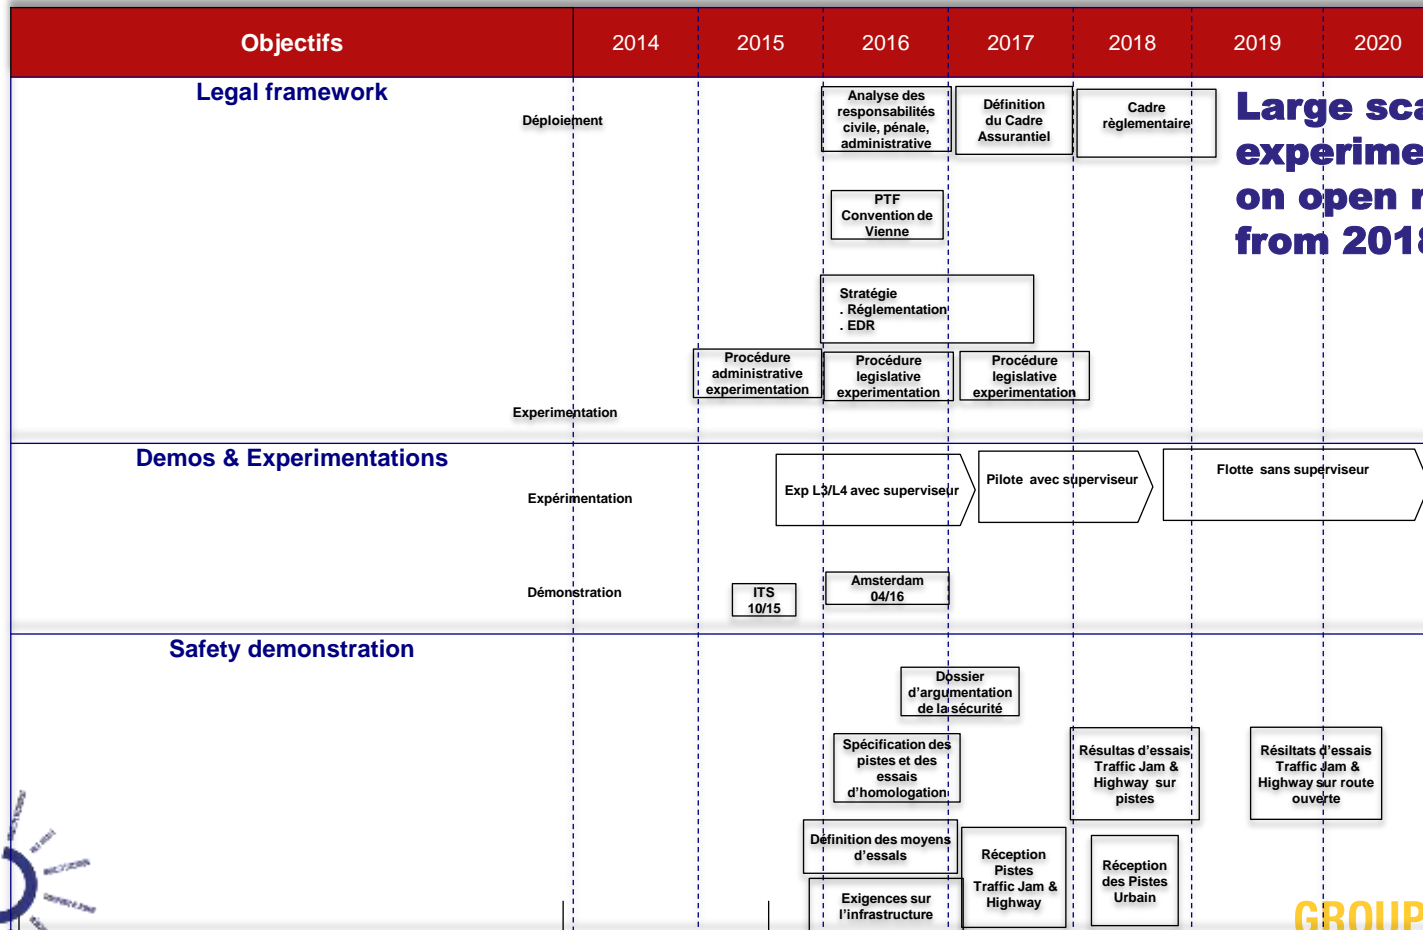 Objectifs
2014
2015
2016
2017
2018
2019
2020
Legal framework
Déploiement
Analyse des
responsabilités
civile, pénale,
administrative
Définition
du Cadre
Assurantiel
Cadre
règlementaire
Large sca
experime
on open r
from 2018
PTF
Convention de
Vienne
Stratégie
. Réglementation
. EDR
Procédure
administrative
experimentation
Procédure
legislative
experimentation
Procédure
legislative
experimentation
Experimentation
Demos & Experimentations
Expérimentation
Exp L3/L4 avec superviseur
Pilote avec superviseur
Flotte sans superviseur
Démonstration
ITS
10/15
Amsterdam
04/16
Safety demonstration
Dossier
d’argumentation
de la sécurité
Spécification des
pistes et des
essais
d’homologation
Résultas d’essais
Traffic Jam &
Highway sur
pistes
Résiltats d’essais
Traffic Jam &
Highway sur route
ouverte
Définition des moyens
d’essals
Réception
Pistes
Traffic Jam &
Highway
Réception
des Pistes
Urbain
Exigences sur
l’infrastructure
GROUP